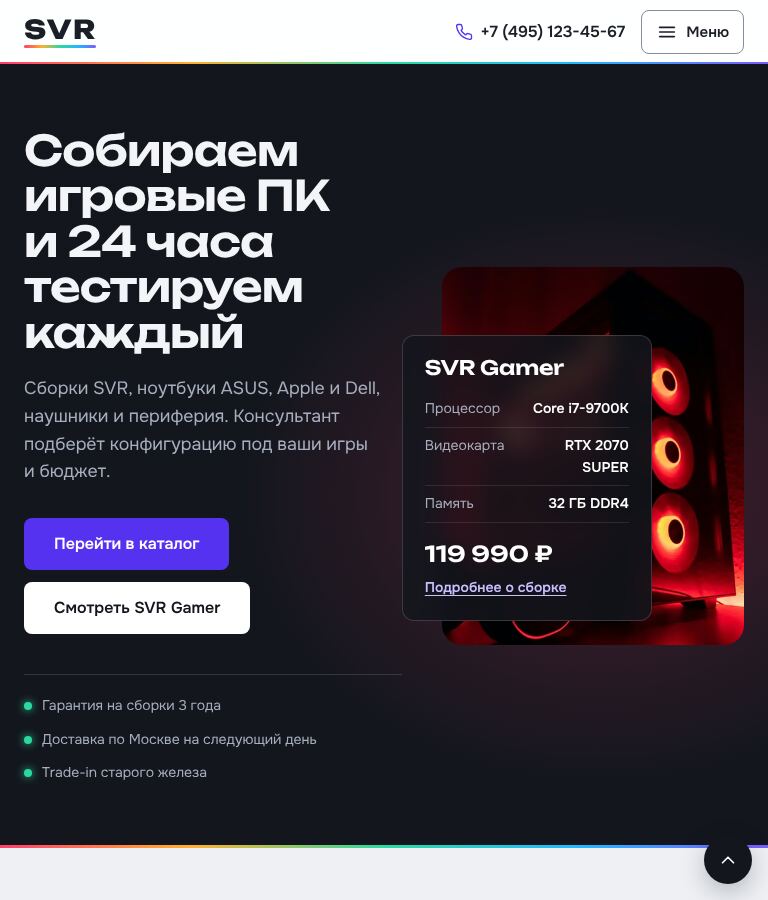 SVR
+7 (495) 123-45-67
Меню
Собираем
игровые ПК
и 24 часа
тестируем
каждый
Сборки SVR, ноутбуки ASUS, Apple и Dell,
наушники и периферия. Консультант
подберёт конфигурацию под ваши игры
и бюджет.
Перейти в каталог
Смотреть SVR Gamer
Гарантия на сборки 3 года
Доставка по Москве на следующий день
Trade-in старого железа
SVR Gamer
Процессор Core i7-9700K
Видеокарта RTX 2070
SUPER
Память 32 ГБ DDR4
119 990 ₽
Подробнее о сборке